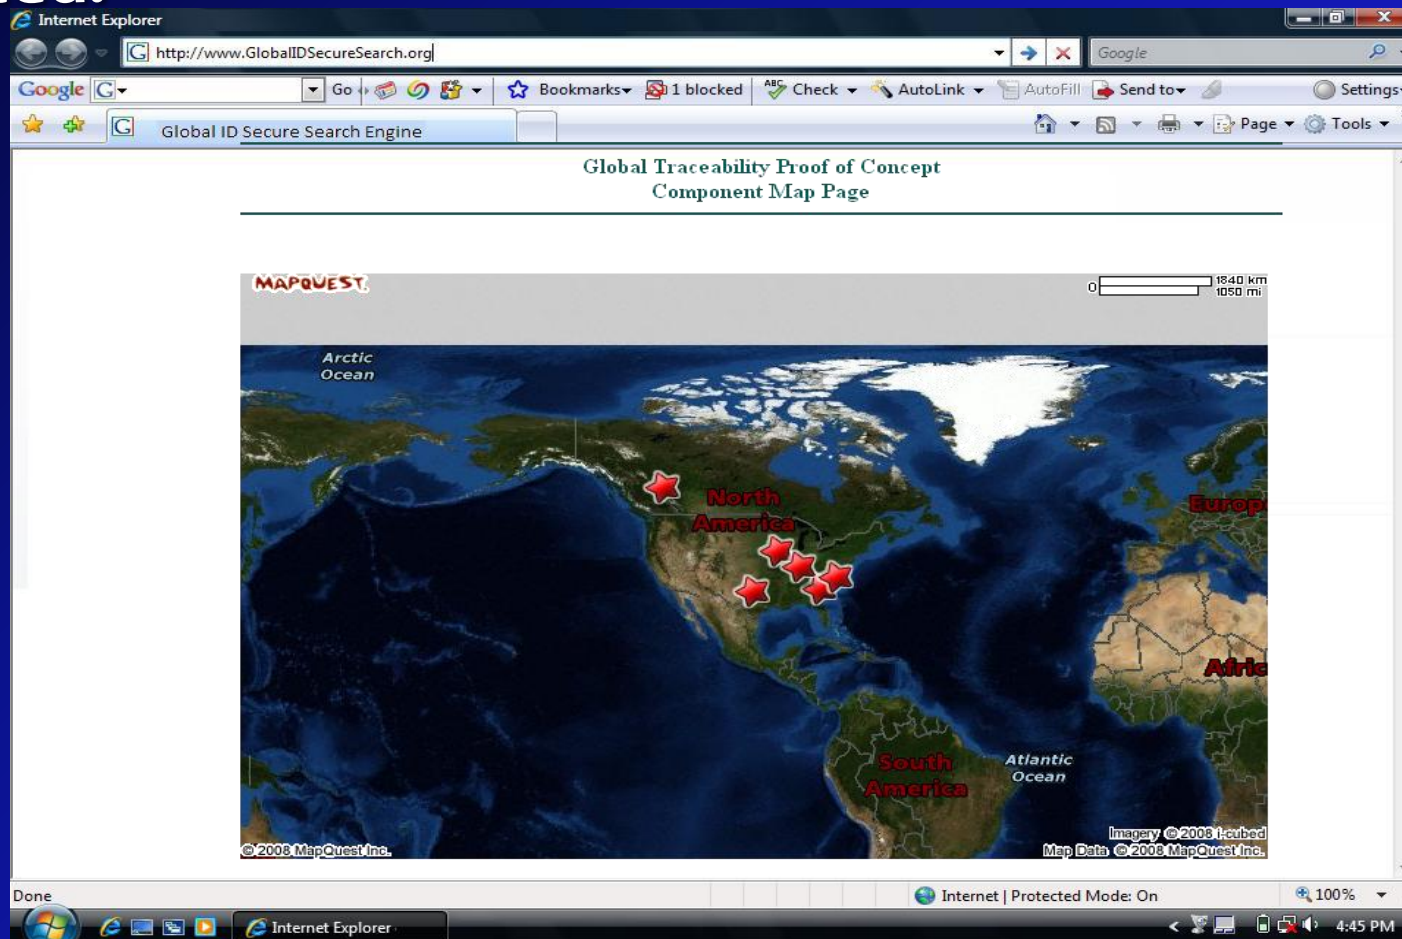 Internet Explorer
http://www.GlobalIDSecureSearch.org
Google
Google G Go Bookmarks 1 blocked ABC Check AutoLink AutoFill Send to Settings
G Global ID Secure Search Engine Page Tools
Global Traceability Proof of Concept
Component Map Page
MAPQUEST.
0 1840 km
1050 mi
Arctic
Ocean
North
America
Europ
Afric
South
America
Atlantic
Ocean
Imagery © 2008 i-cubed
© 2008 MapQuest Inc. Map Data © 2008 MapQuest Inc.
Done Internet | Protected Mode: On 100%
Internet Explorer 4:45 PM